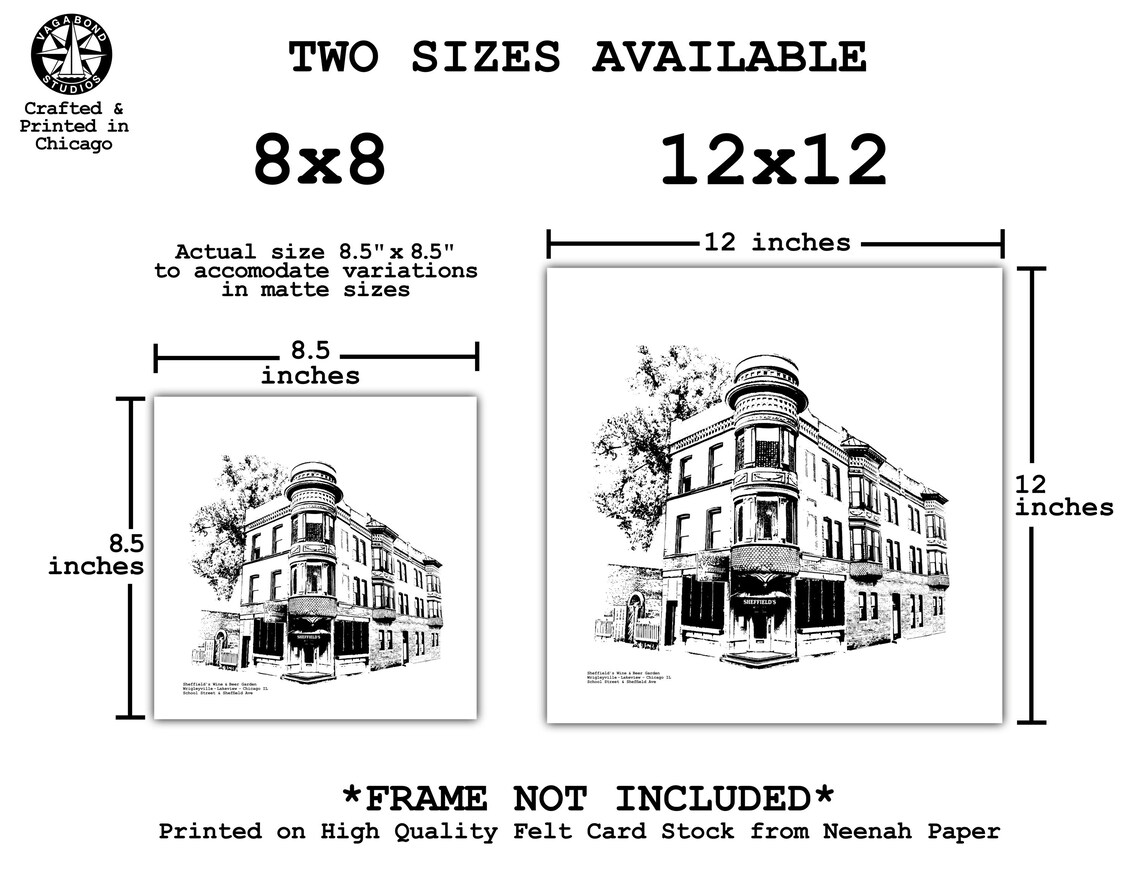 VAGABOND
STUDIOS
Crafted &
Printed in
Chicago
TWO SIZES AVAILABLE
8x8
12x12
Actual size 8.5" x 8.5"
to accomodate variations
in matte sizes
8.5
inches
8.5
inches
12 inches
12
inches
SHEFFIELD'S
Sheffield's Wine & Beer Garden
Wrigleyville - Lakeview - Chicago IL
School Street & Sheffield Ave
SHEFFIELD'S
Sheffield's Wine & Beer Garden
Wrigleyville - Lakeview - Chicago IL
School Street & Sheffield Ave
*FRAME NOT INCLUDED*
Printed on High Quality Felt Card Stock from Neenah Paper